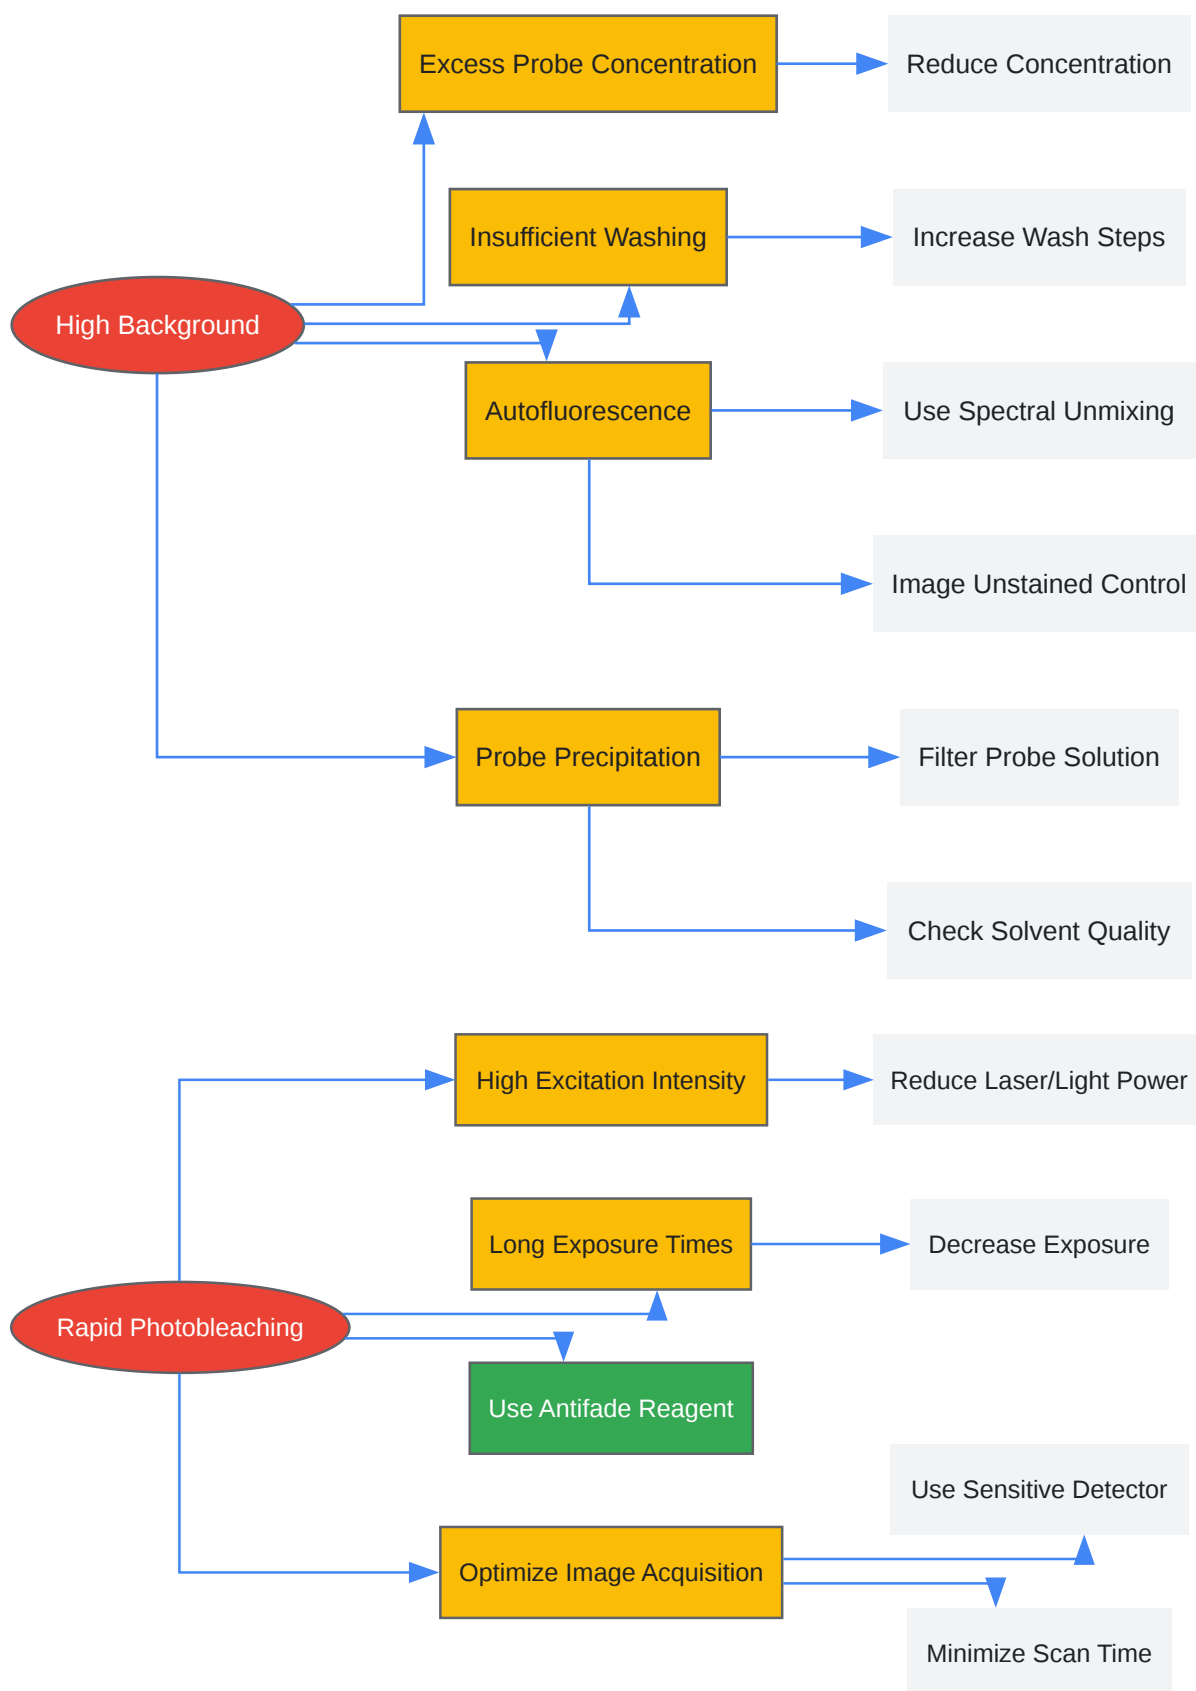 Excess Probe Concentration
Reduce Concentration
Insufficient Washing
Increase Wash Steps
High Background
Autofluorescence
Use Spectral Unmixing
Image Unstained Control
Probe Precipitation
Filter Probe Solution
Check Solvent Quality
High Excitation Intensity
Reduce Laser/Light Power
Long Exposure Times
Decrease Exposure
Rapid Photobleaching
Use Antifade Reagent
Use Sensitive Detector
Optimize Image Acquisition
Minimize Scan Time